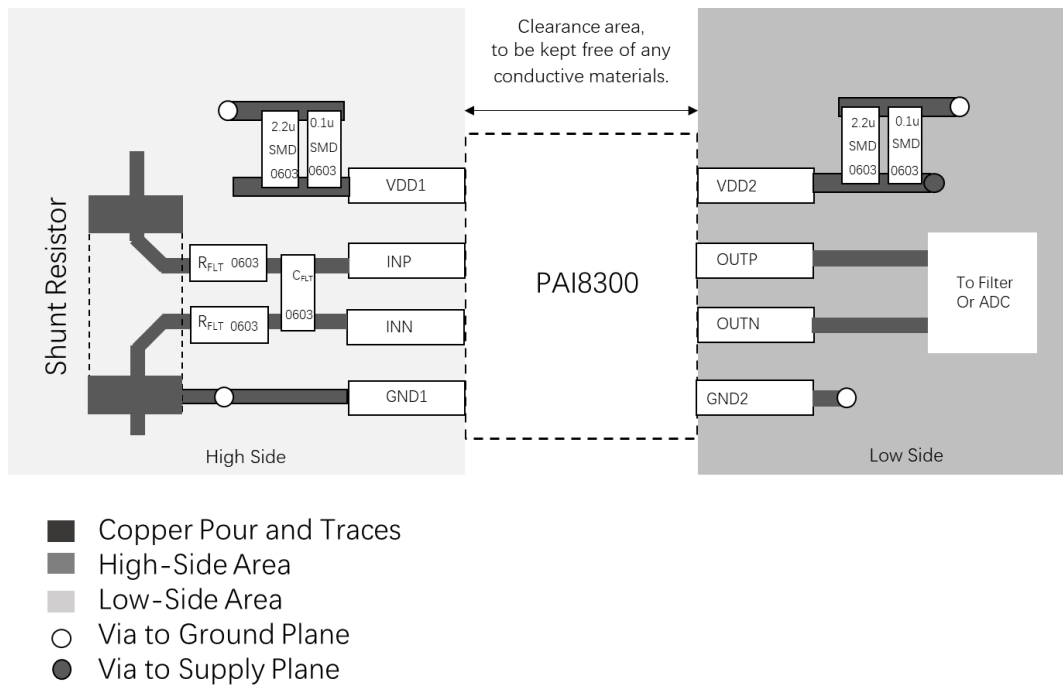 Clearance area,
to be kept free of any
conductive materials.
2.2u
SMD
0603
0.1u
SMD
0603
2.2u
SMD
0603
0.1u
SMD
0603
VDD1
VDD2
Shunt Resistor
RFLT 0603
CFLT
0603
INP
PAI8300
OUTP
To Filter
Or ADC
RFLT 0603
INN
OUTN
GND1
GND2
High Side
Low Side
Copper Pour and Traces
High-Side Area
Low-Side Area
Via to Ground Plane
Via to Supply Plane